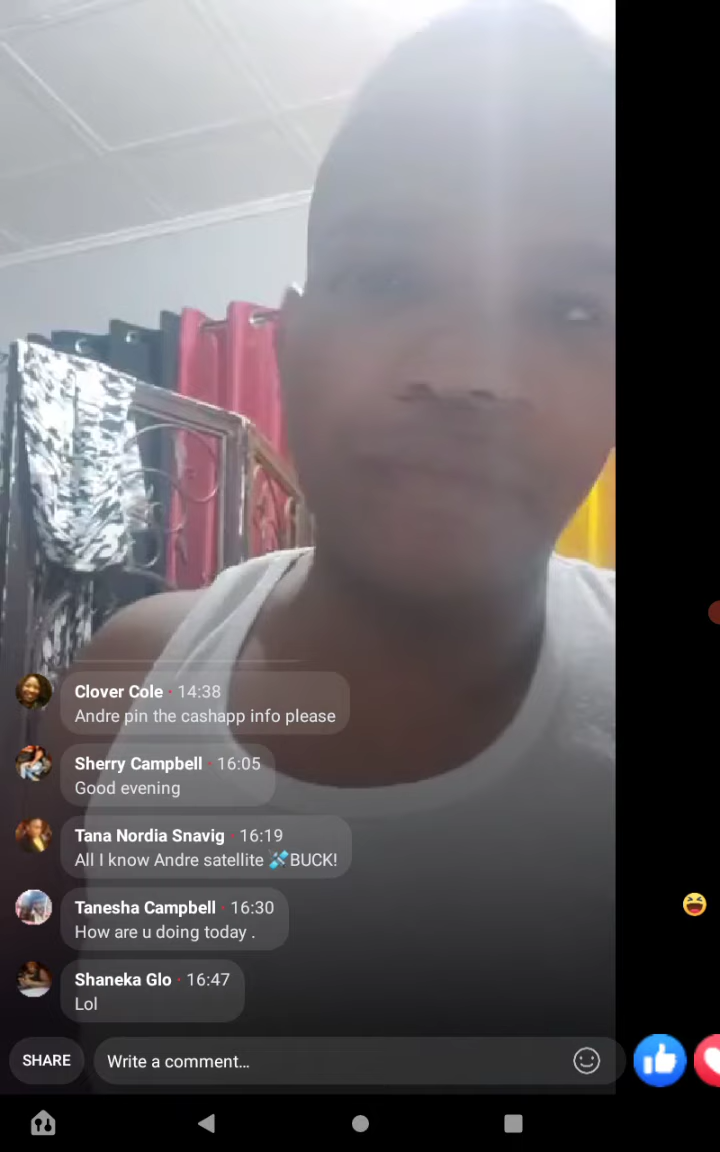 Clover Cole · 14:38
Andre pin the cashapp info please
Sherry Campbell · 16:05
Good evening
Tana Nordia Snavig · 16:19
All I know Andre satellite 🛰️BUCK!
Tanesha Campbell · 16:30
How are u doing today .
Shaneka Glo · 16:47
Lol
SHARE
Write a comment...